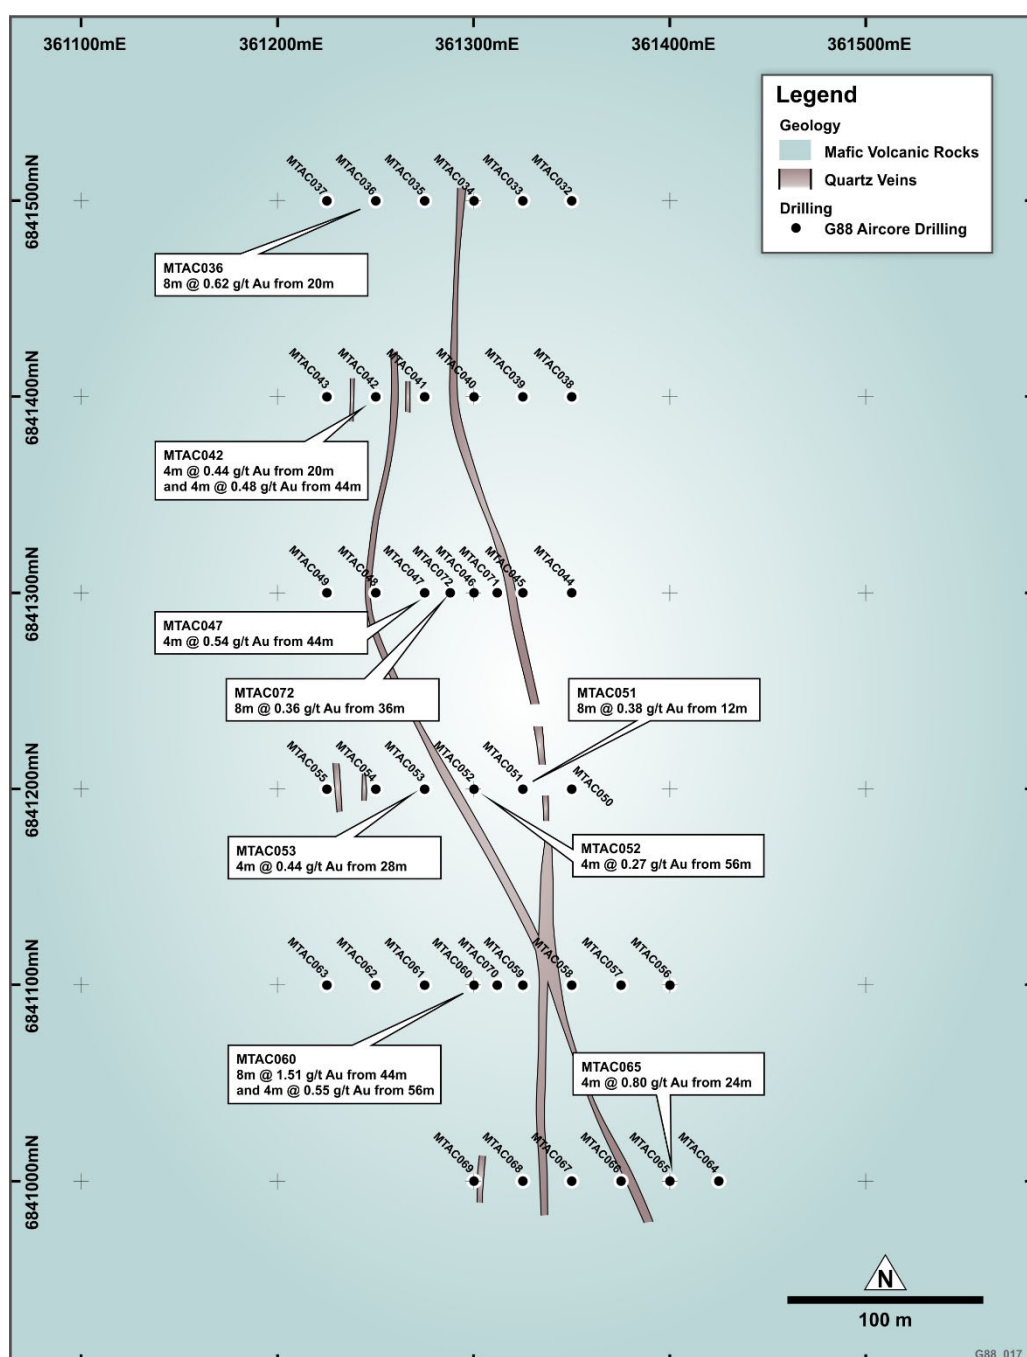 361100mE 361200mE 361300mE 361400mE 361500mE
Legend
Geology
Mafic Volcanic Rocks
Quartz Veins
Drilling
G88 Aircore Drilling
6841500mN
MTAC037 MTAC036 MTAC035 MTAC034 MTAC033 MTAC032
MTAC036
8m @ 0.62 g/t Au from 20m
6841400mN
MTAC043 MTAC042 MTAC041 MTAC040 MTAC039 MTAC038
MTAC042
4m @ 0.44 g/t Au from 20m
and 4m @ 0.48 g/t Au from 44m
6841300mN
MTAC049 MTAC048 MTAC047 MTAC072 MTAC046 MTAC071 MTAC045 MTAC044
MTAC047
4m @ 0.54 g/t Au from 44m
MTAC072
8m @ 0.36 g/t Au from 36m
MTAC051
8m @ 0.38 g/t Au from 12m
6841200mN
MTAC055 MTAC054 MTAC053 MTAC052 MTAC051 MTAC050
MTAC053
4m @ 0.44 g/t Au from 28m
MTAC052
4m @ 0.27 g/t Au from 56m
6841100mN
MTAC063 MTAC062 MTAC061 MTAC060 MTAC070 MTAC059 MTAC058 MTAC057 MTAC056
MTAC060
8m @ 1.51 g/t Au from 44m
and 4m @ 0.55 g/t Au from 56m
MTAC065
4m @ 0.80 g/t Au from 24m
6841000mN
MTAC069 MTAC068 MTAC067 MTAC066 MTAC065 MTAC064
N
100 m
G88_017